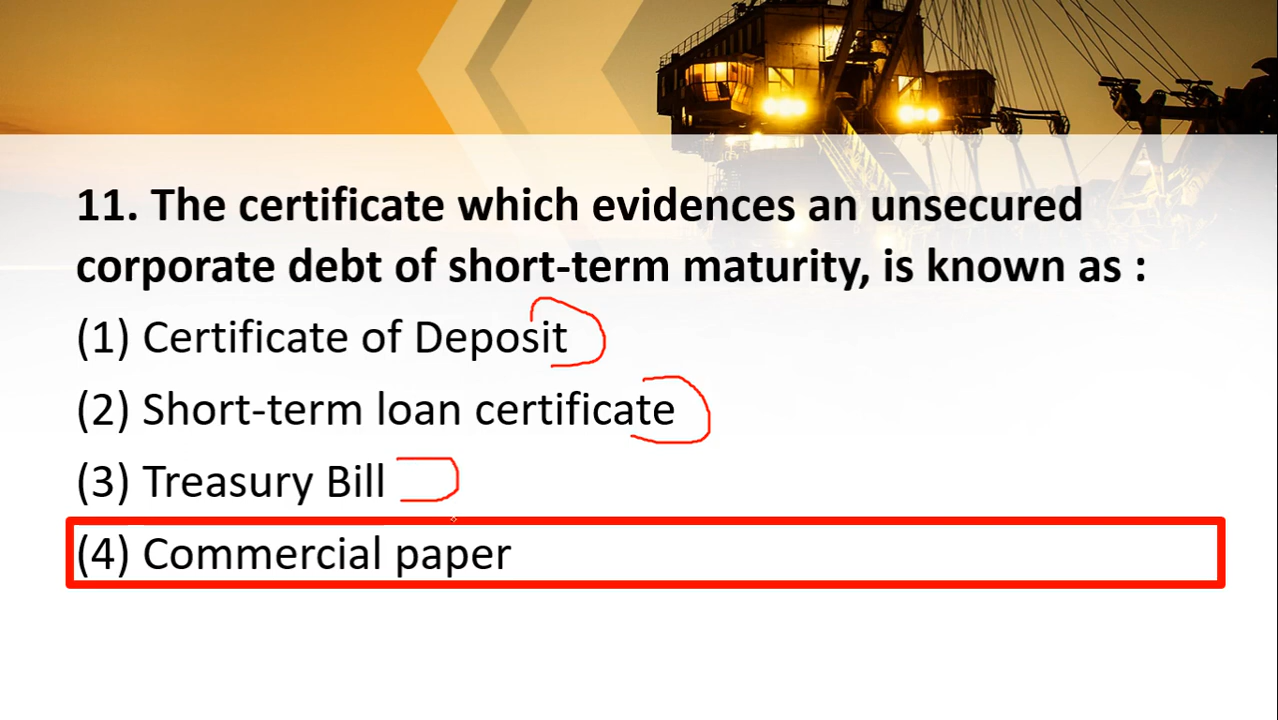 11. The certificate which evidences an unsecured
corporate debt of short-term maturity, is known as :
(1) Certificate of Deposit
(2) Short-term loan certificate
(3) Treasury Bill
(4) Commercial paper